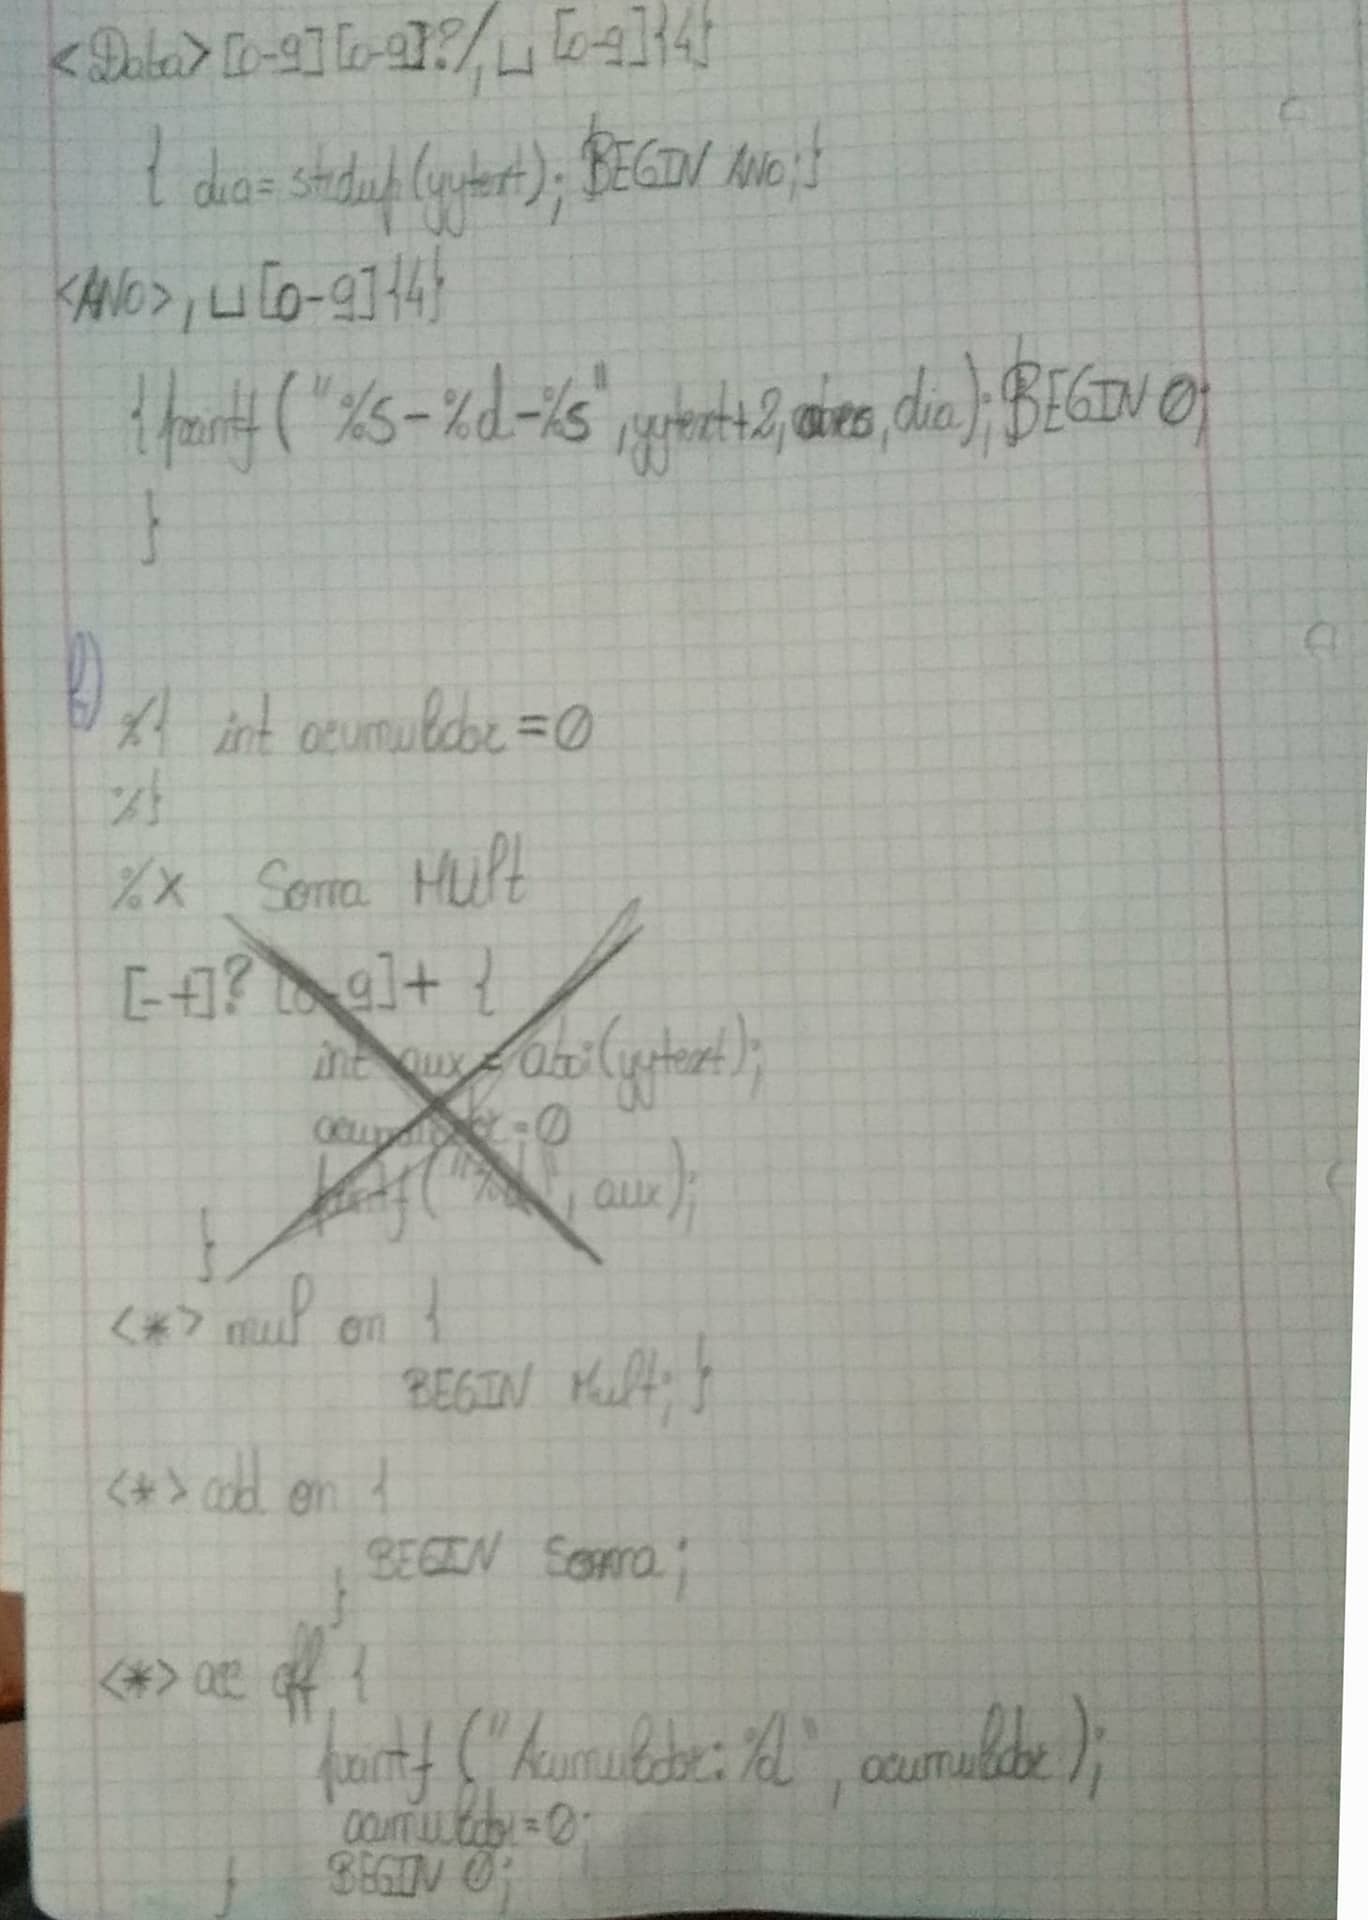 <Data>[0-9][0-9]?/,␣[0-9]{4}
{ dia=strdup(yytext); BEGIN ANO;}
<ANO>,␣[0-9]{4}
{printf("%s-%d-%s",yytext+2, , dia);BEGIN 0;
}
b)
%{ int acumulador=0
%}
%x Soma Mult
[-+]? [0-9]+ {
int aux = atoi(yytext);
acumulador=0
printf("%d", aux);
}
<*> mul on {
BEGIN Mult; }
<*> add on {
BEGIN Soma;
}
<*> acc off {
printf ("Acumulador: %d", acumulador);
acumulador=0;
} BEGIN 0;